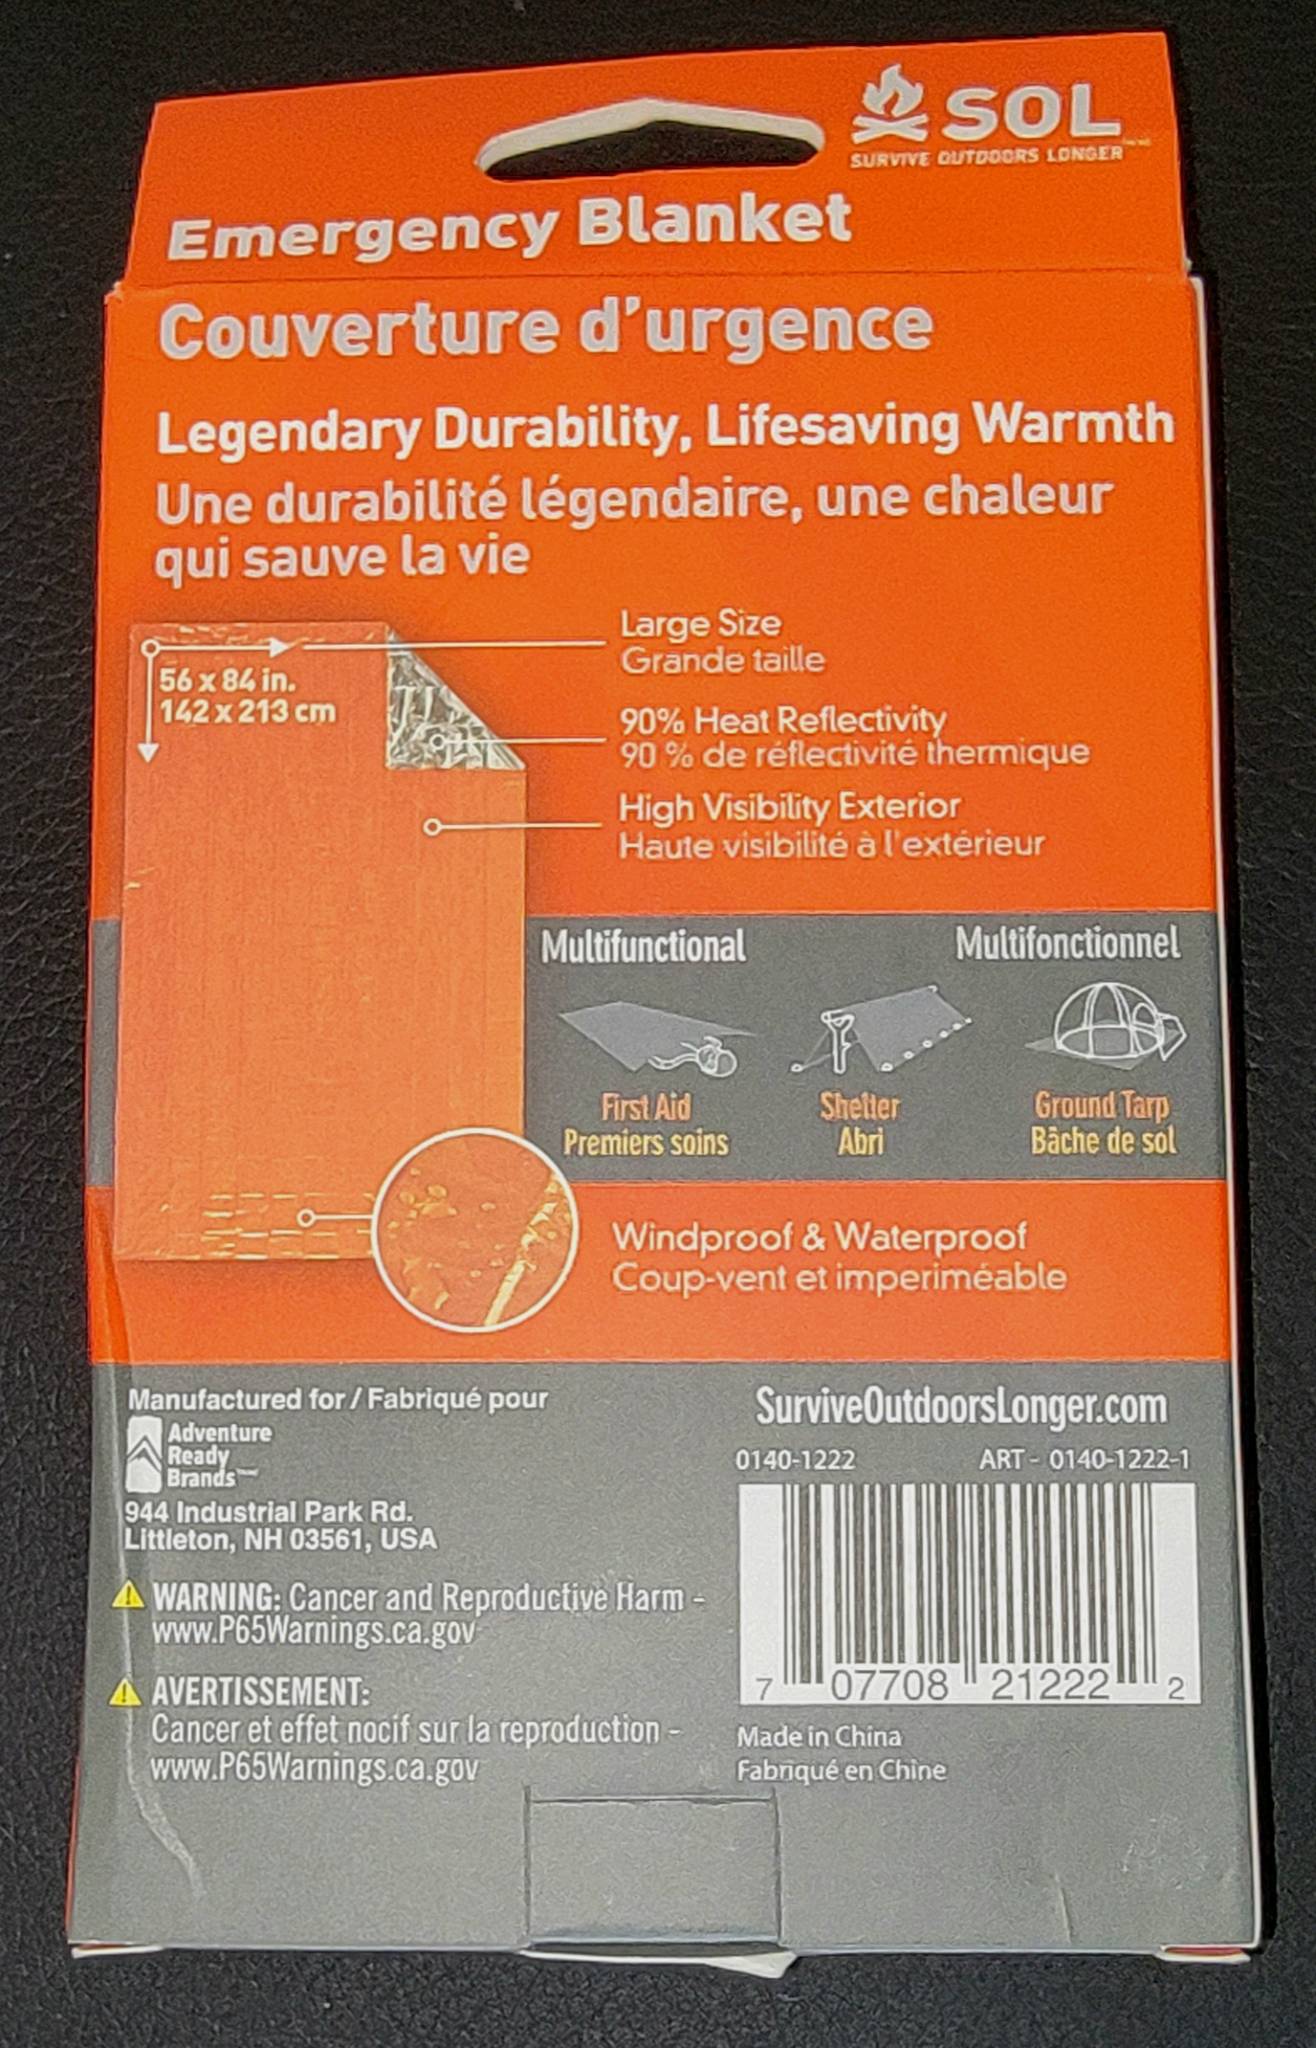 SOL
SURVIVE OUTDOORS LONGER
Emergency Blanket
Couverture d'urgence
Legendary Durability, Lifesaving Warmth
Une durabilité légendaire, une chaleur
qui sauve la vie
56 x 84 in.
142 x 213 cm
Large Size
Grande taille
90% Heat Reflectivity
90 % de réflectivité thermique
High Visibility Exterior
Haute visibilité à l'extérieur
Multifunctional
Multifonctionnel
First Aid
Premiers soins
Shelter
Abri
Ground Tarp
Bâche de sol
Windproof & Waterproof
Coup-vent et imperiméable
Manufactured for / Fabriqué pour
Adventure
Ready
Brands
944 Industrial Park Rd.
Littleton, NH 03561, USA
WARNING: Cancer and Reproductive Harm -
www.P65Warnings.ca.gov
AVERTISSEMENT:
Cancer et effet nocif sur la reproduction -
www.P65Warnings.ca.gov
SurviveOutdoorsLonger.com
0140-1222 ART - 0140-1222-1
7 07708 21222 2
Made in China
Fabriqué en Chine